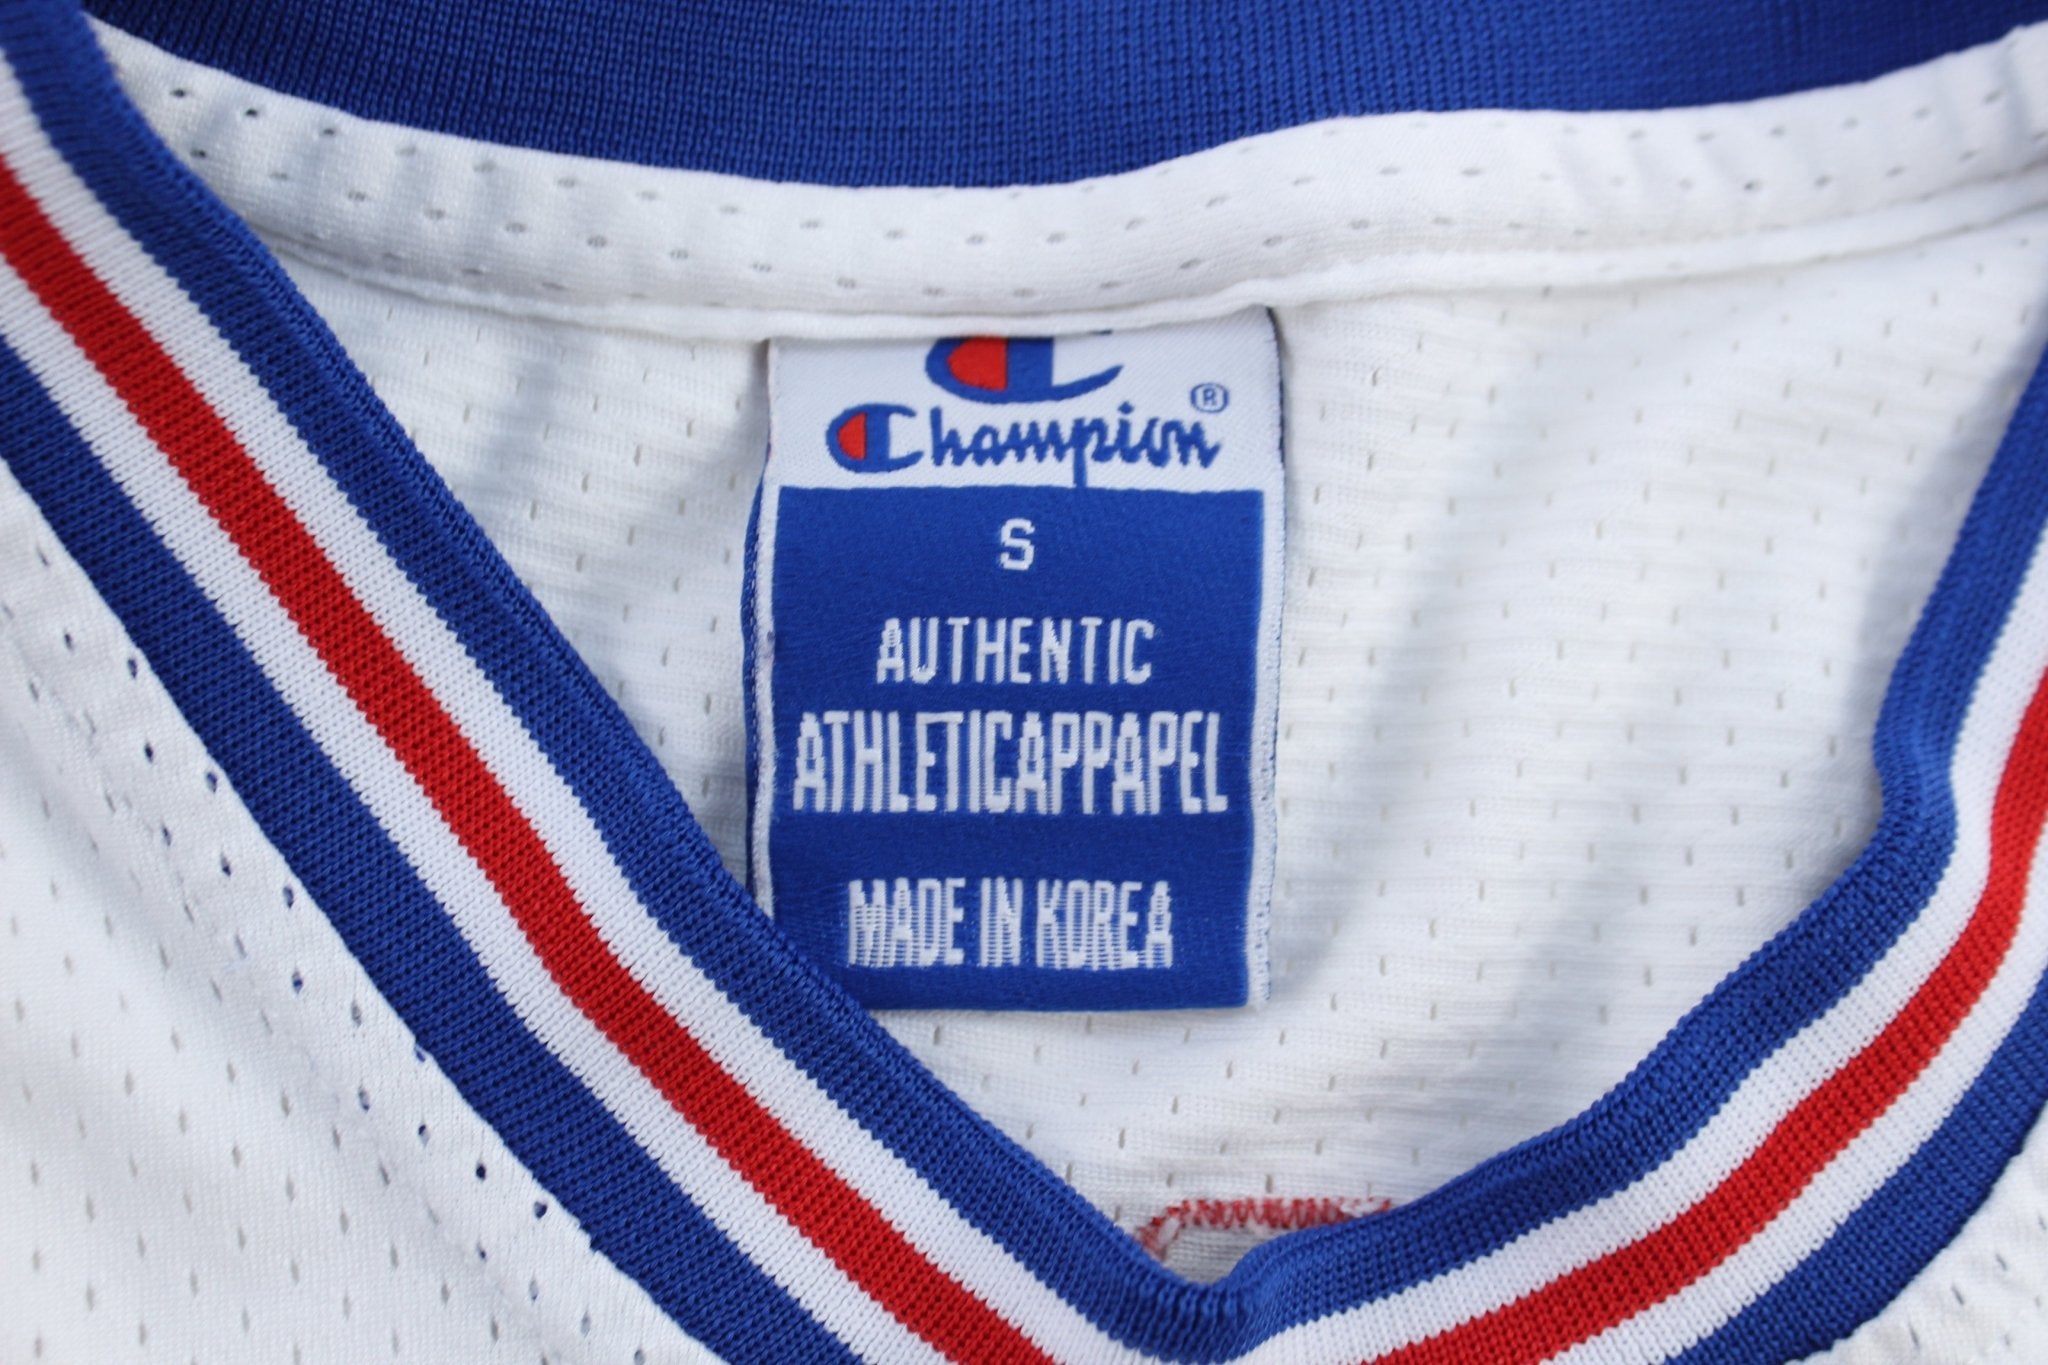 Champion®
S
AUTHENTIC
ATHLETICAPPAPEL
MADE IN KOREA